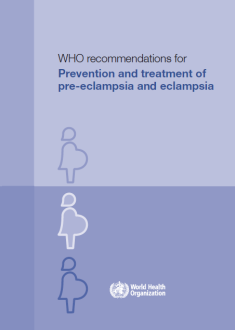 WHO recommendations for
Prevention and treatment of
pre-eclampsia and eclampsia
World Health
Organization